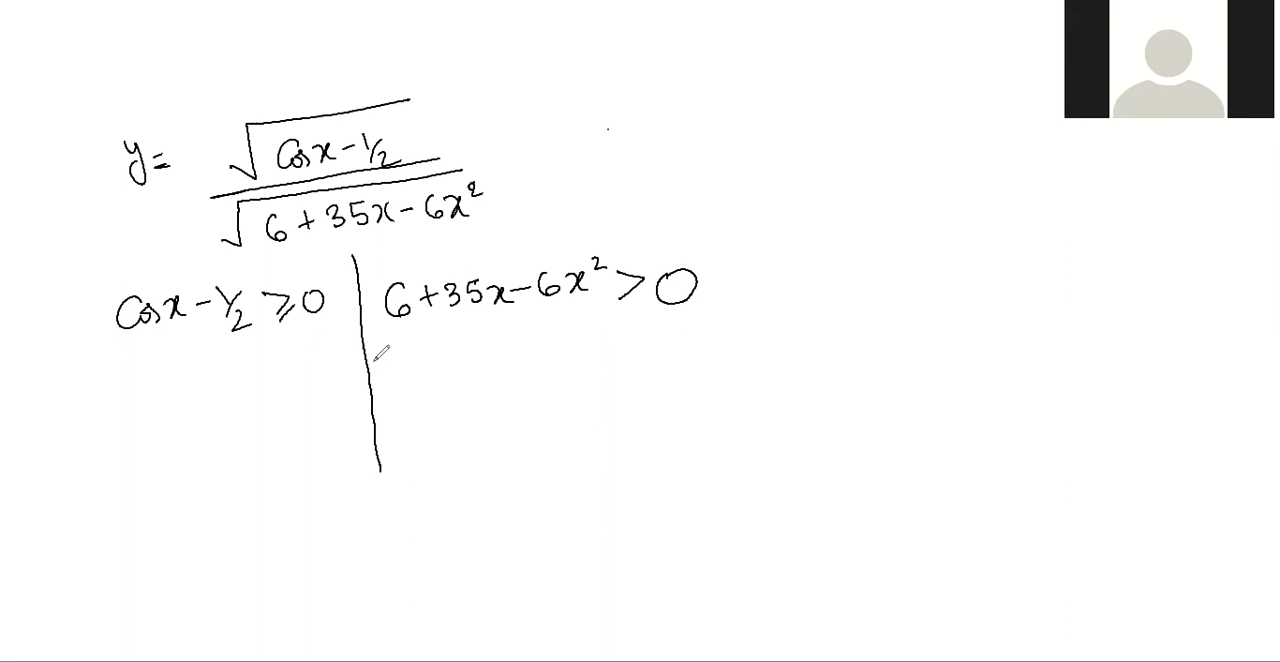 y = √(cos x - 1/2)
√(6 + 35x - 6x²)
cos x - 1/2 ≥ 0 | 6 + 35x - 6x² > 0